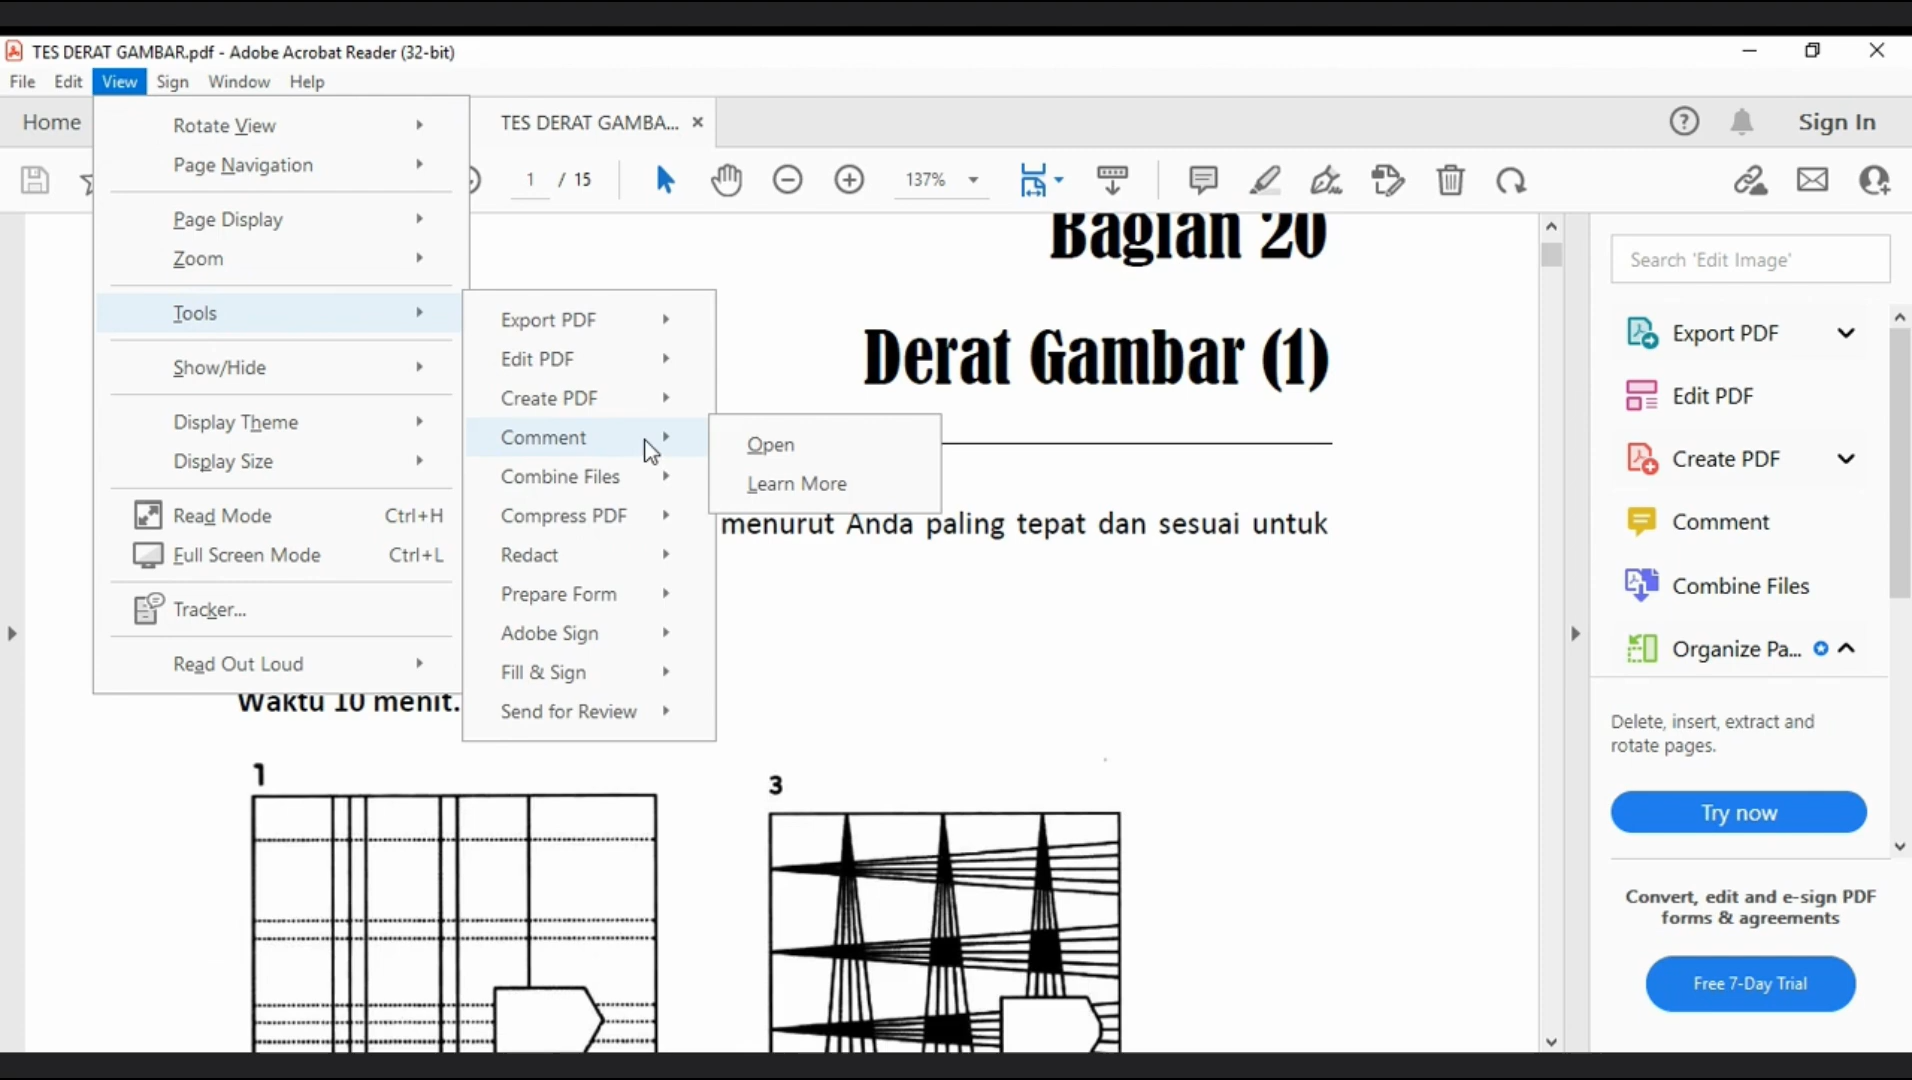 TES DERAT GAMBAR.pdf - Adobe Acrobat Reader (32-bit)
File Edit View Sign Window Help
Home
TES DERAT GAMBA...
Sign In
1 / 15
137%
Rotate View
Page Navigation
Page Display
Zoom
Tools
Show/Hide
Display Theme
Display Size
Read Mode Ctrl+H
Full Screen Mode Ctrl+L
Tracker...
Read Out Loud
Export PDF
Edit PDF
Create PDF
Comment
Combine Files
Compress PDF
Redact
Prepare Form
Adobe Sign
Fill & Sign
Send for Review
Open
Learn More
Bagian 20
Derat Gambar (1)
menurut Anda paling tepat dan sesuai untuk
Waktu 10 menit.
1
3
Search 'Edit Image'
Export PDF
Edit PDF
Create PDF
Comment
Combine Files
Organize Pa...
Delete, insert, extract and
rotate pages.
Try now
Convert, edit and e-sign PDF
forms & agreements
Free 7-Day Trial